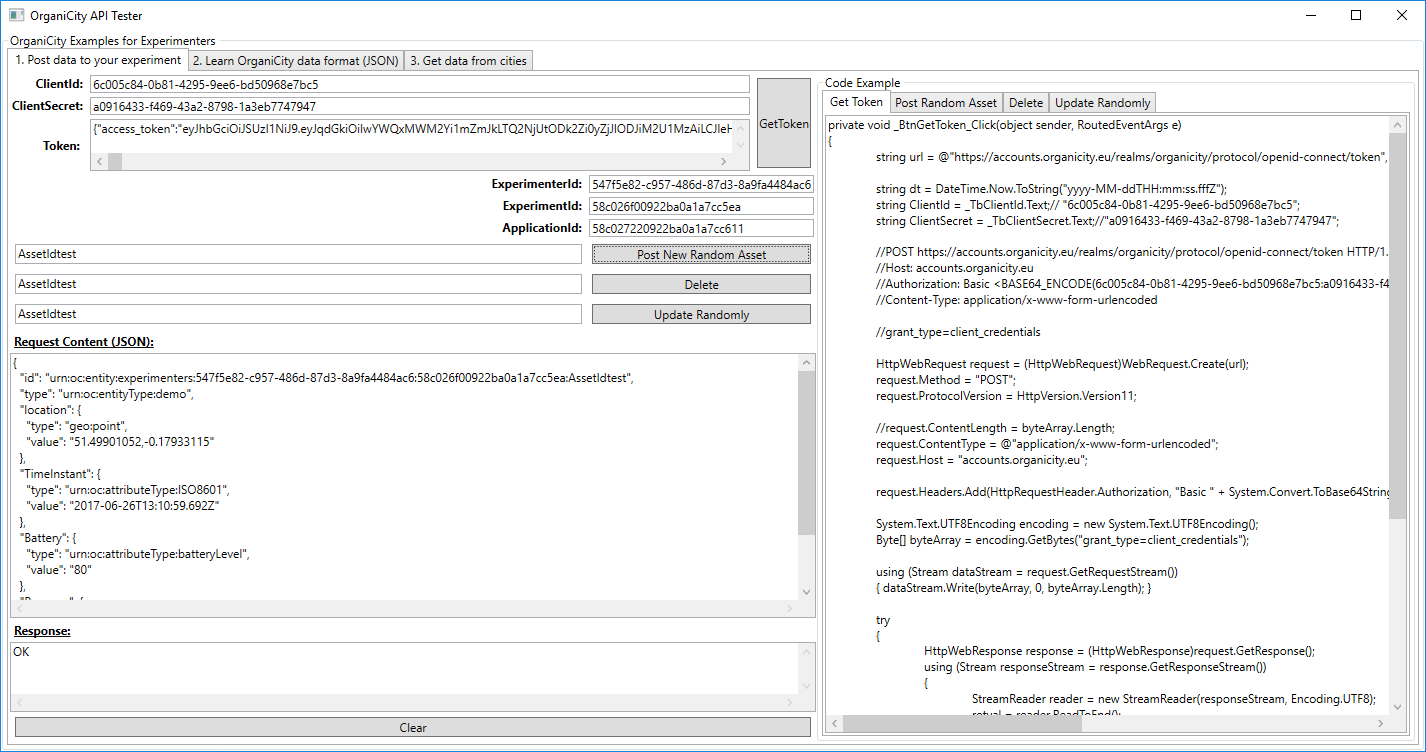 OrganiCity API Tester
OrganiCity Examples for Experimenters
1. Post data to your experiment
2. Learn OrganiCity data format (JSON)
3. Get data from cities
ClientId:
6c005c84-0b81-4295-9ee6-bd50968e7bc5
ClientSecret:
a0916433-f469-43a2-8798-1a3eb7747947
Token:
{"access_token":"eyJhbGciOiJSUzI1NiJ9.eyJqdGkiOiIwYWQxMWM2Yi1mZmJkLTQ2NjUtODk2Zi0yZjJlODJiM2U1MzAiLCJleH
GetToken
ExperimenterId:
547f5e82-c957-486d-87d3-8a9fa4484ac6
ExperimentId:
58c026f00922ba0a1a7cc5ea
ApplicationId:
58c027220922ba0a1a7cc611
AssetIdtest
Post New Random Asset
AssetIdtest
Delete
AssetIdtest
Update Randomly
Request Content (JSON):
{
"id": "urn:oc:entity:experimenters:547f5e82-c957-486d-87d3-8a9fa4484ac6:58c026f00922ba0a1a7cc5ea:AssetIdtest",
"type": "urn:oc:entityType:demo",
"location": {
"type": "geo:point",
"value": "51.49901052,-0.17933115"
},
"TimeInstant": {
"type": "urn:oc:attributeType:ISO8601",
"value": "2017-06-26T13:10:59.692Z"
},
"Battery": {
"type": "urn:oc:attributeType:batteryLevel",
"value": "80"
},
Response:
OK
Clear
Code Example
Get Token
Post Random Asset
Delete
Update Randomly
private void _BtnGetToken_Click(object sender, RoutedEventArgs e)
{
string url = @"https://accounts.organicity.eu/realms/organicity/protocol/openid-connect/token",
string dt = DateTime.Now.ToString("yyyy-MM-ddTHH:mm:ss.fffZ");
string ClientId = _TbClientId.Text;// "6c005c84-0b81-4295-9ee6-bd50968e7bc5";
string ClientSecret = _TbClientSecret.Text;//"a0916433-f469-43a2-8798-1a3eb7747947";
//POST https://accounts.organicity.eu/realms/organicity/protocol/openid-connect/token HTTP/1.
//Host: accounts.organicity.eu
//Authorization: Basic <BASE64_ENCODE(6c005c84-0b81-4295-9ee6-bd50968e7bc5:a0916433-f4
//Content-Type: application/x-www-form-urlencoded
//grant_type=client_credentials
HttpWebRequest request = (HttpWebRequest)WebRequest.Create(url);
request.Method = "POST";
request.ProtocolVersion = HttpVersion.Version11;
//request.ContentLength = byteArray.Length;
request.ContentType = @"application/x-www-form-urlencoded";
request.Host = "accounts.organicity.eu";
request.Headers.Add(HttpRequestHeader.Authorization, "Basic " + System.Convert.ToBase64String
System.Text.UTF8Encoding encoding = new System.Text.UTF8Encoding();
Byte[] byteArray = encoding.GetBytes("grant_type=client_credentials");
using (Stream dataStream = request.GetRequestStream())
{ dataStream.Write(byteArray, 0, byteArray.Length); }
try
{
HttpWebResponse response = (HttpWebResponse)request.GetResponse();
using (Stream responseStream = response.GetResponseStream())
{
StreamReader reader = new StreamReader(responseStream, Encoding.UTF8);
retval = reader.ReadToEnd();